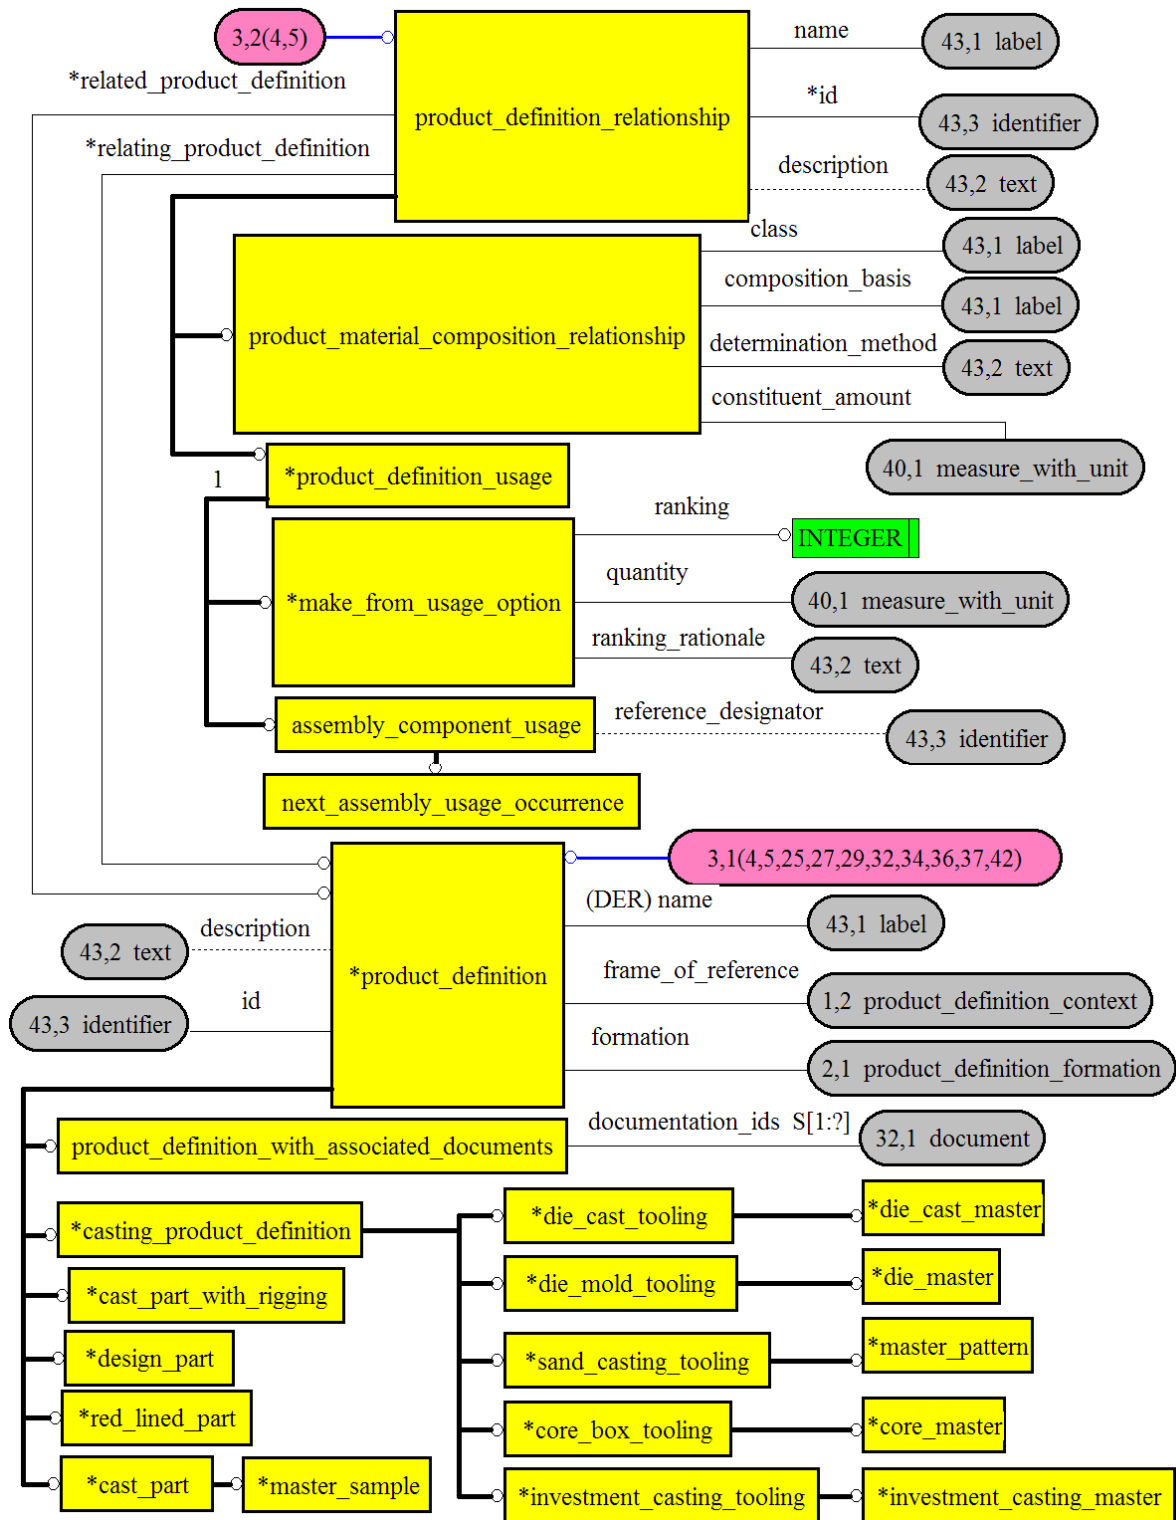 3,2(4,5)
name
43,1 label
*related_product_definition
*id
product_definition_relationship
43,3 identifier
*relating_product_definition
description
43,2 text
class
43,1 label
composition_basis
43,1 label
product_material_composition_relationship
determination_method
43,2 text
constituent_amount
40,1 measure_with_unit
1
*product_definition_usage
ranking
INTEGER
quantity
*make_from_usage_option
40,1 measure_with_unit
ranking_rationale
43,2 text
assembly_component_usage
reference_designator
43,3 identifier
next_assembly_usage_occurrence
3,1(4,5,25,27,29,32,34,36,37,42)
(DER) name
43,1 label
description
43,2 text
*product_definition
frame_of_reference
1,2 product_definition_context
id
43,3 identifier
formation
2,1 product_definition_formation
product_definition_with_associated_documents
documentation_ids S[1:?]
32,1 document
*casting_product_definition
*die_cast_tooling
*die_cast_master
*cast_part_with_rigging
*die_mold_tooling
*die_master
*design_part
*sand_casting_tooling
*master_pattern
*red_lined_part
*core_box_tooling
*core_master
*cast_part
*master_sample
*investment_casting_tooling
*investment_casting_master